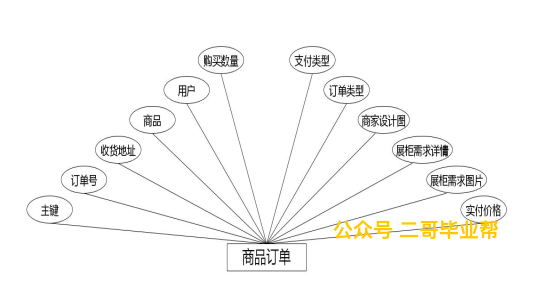 购买数量
支付类型
用户
订单类型
商品
商家设计图
收货地址
展柜需求详情
订单号
展柜需求图片
主键
实付价格
公众号 二哥毕业帮
商品订单